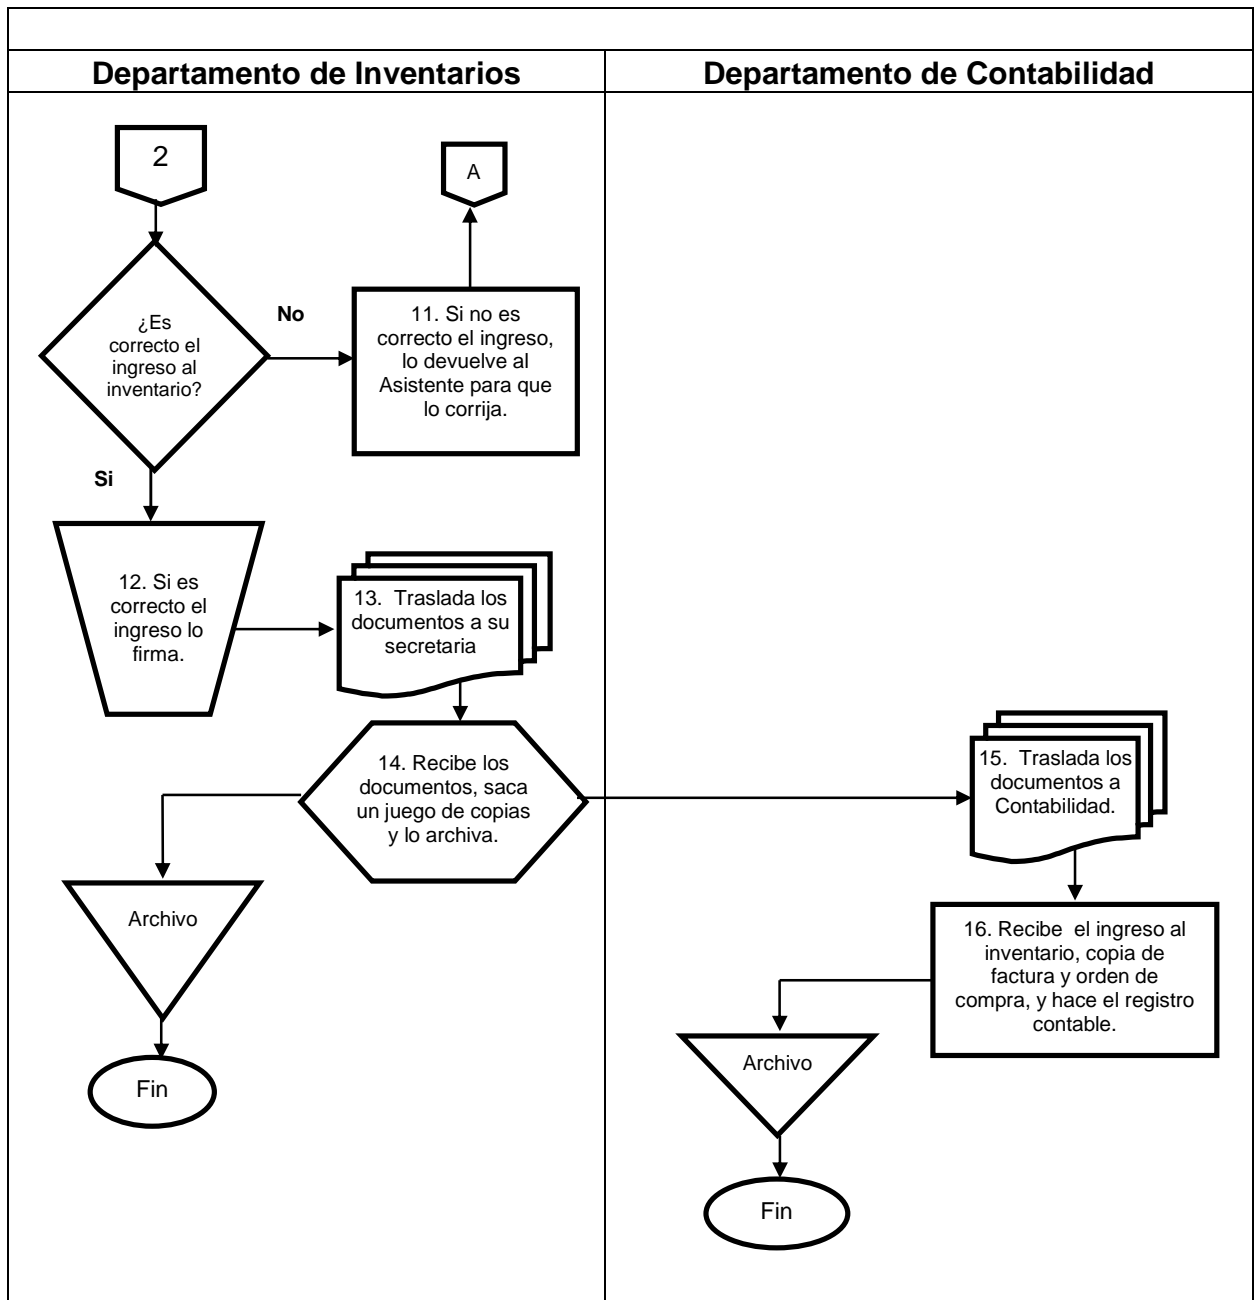 Departamento de Inventarios
Departamento de Contabilidad
2
A
¿Es
correcto el
ingreso al
inventario?
No
11. Si no es
correcto el ingreso,
lo devuelve al
Asistente para que
lo corrija.
Si
12. Si es
correcto el
ingreso lo
firma.
13. Traslada los
documentos a su
secretaria
14. Recibe los
documentos, saca
un juego de copias
y lo archiva.
15. Traslada los
documentos a
Contabilidad.
Archivo
16. Recibe el ingreso al
inventario, copia de
factura y orden de
compra, y hace el registro
contable.
Archivo
Fin
Fin